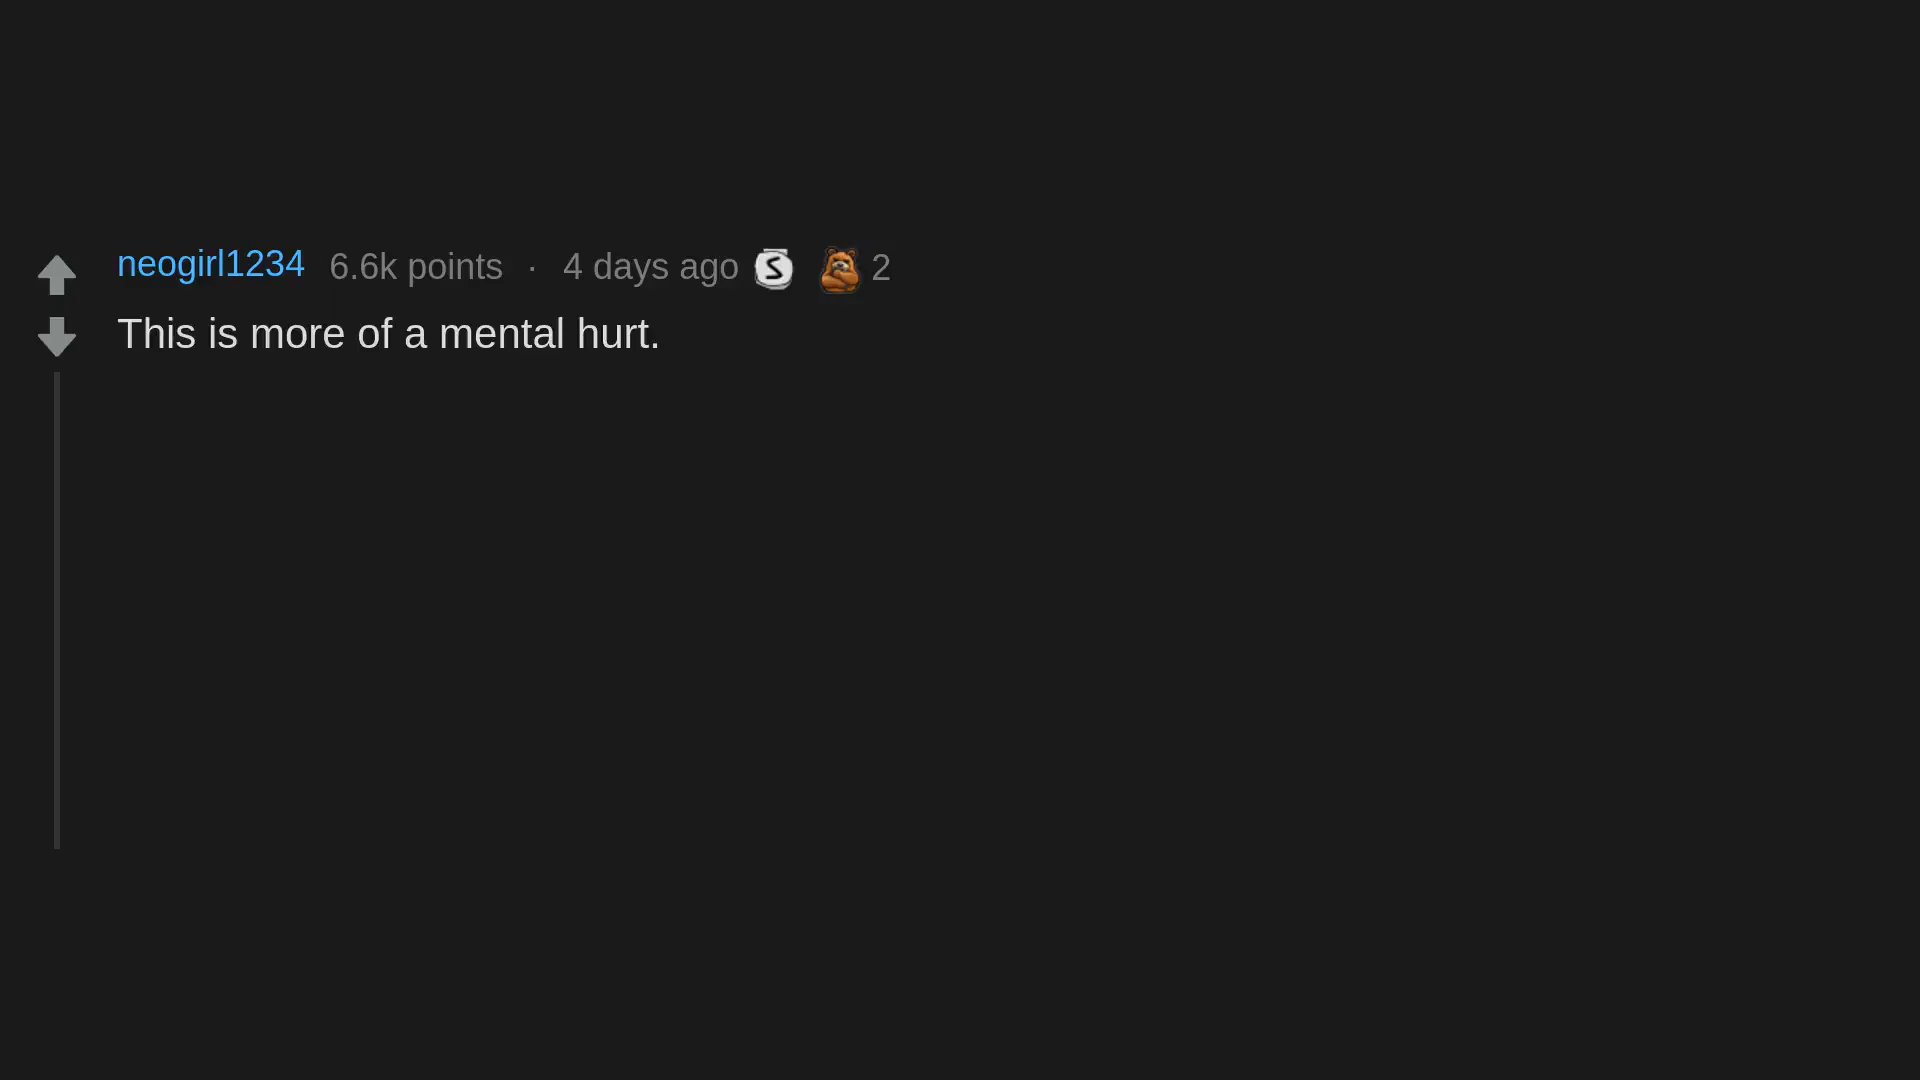 neogirl1234 6.6k points · 4 days ago S 2
This is more of a mental hurt.